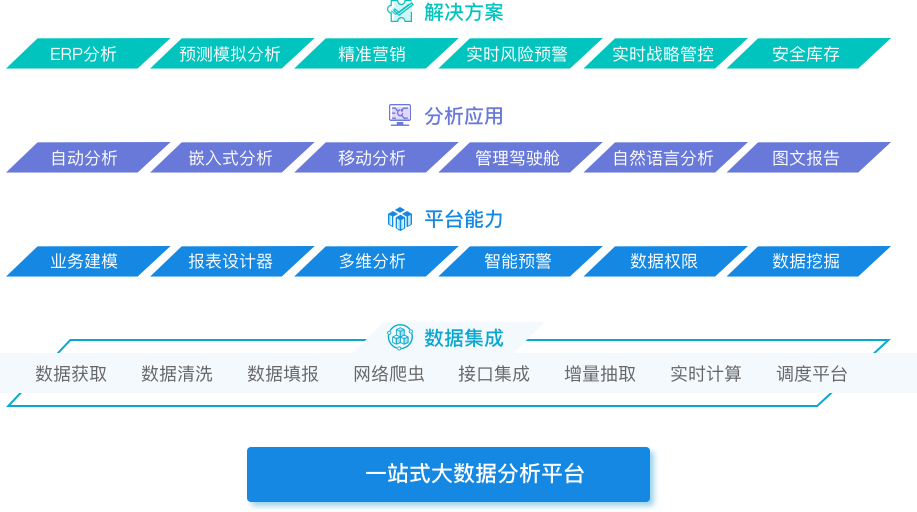 解决方案
ERP分析 预测模拟分析 精准营销 实时风险预警 实时战略管控 安全库存
分析应用
自动分析 嵌入式分析 移动分析 管理驾驶舱 自然语言分析 图文报告
平台能力
业务建模 报表设计器 多维分析 智能预警 数据权限 数据挖掘
数据集成
数据获取 数据清洗 数据填报 网络爬虫 接口集成 增量抽取 实时计算 调度平台
一站式大数据分析平台